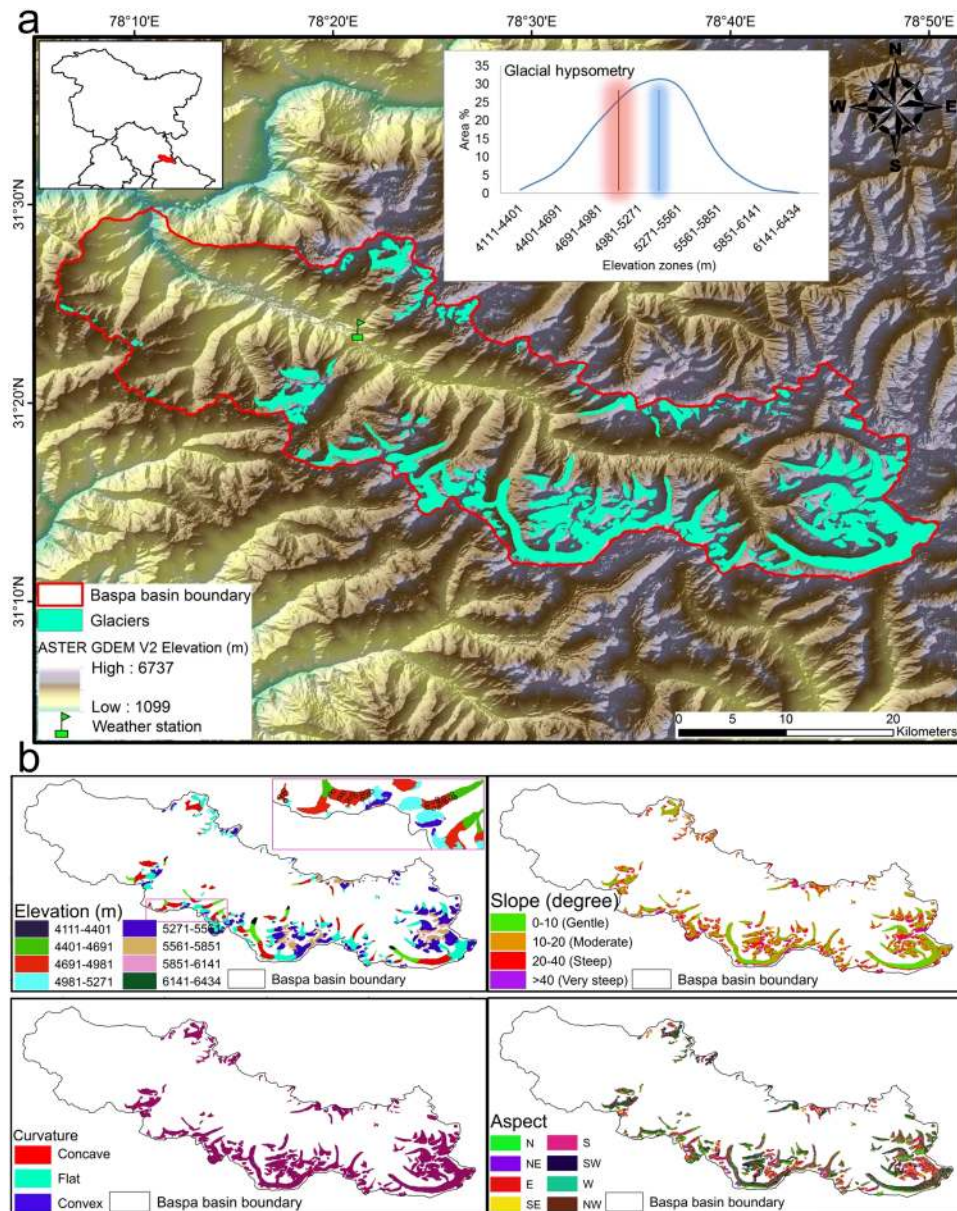 a
78°10'E 78°20'E 78°30'E 78°40'E 78°50'E
Glacial hypsometry
Area %
35
30
25
20
15
10
5
0
4111-4401
4401-4691
4691-4981
4981-5271
5271-5561
5561-5851
5851-6141
6141-6434
Elevation zones (m)
N
W E
S
31°30'N
31°20'N
31°10'N
Baspa basin boundary
Glaciers
ASTER GDEM V2 Elevation (m)
High : 6737
Low : 1099
Weather station
0 5 10 20
Kilometers
b
Elevation (m)
4111-4401 5271-5561
4401-4691 5561-5851
4691-4981 5851-6141
4981-5271 6141-6434
Baspa basin boundary
Slope (degree)
0-10 (Gentle)
10-20 (Moderate)
20-40 (Steep)
>40 (Very steep)
Baspa basin boundary
Curvature
Concave
Flat
Convex
Baspa basin boundary
Aspect
N S
NE SW
E W
SE NW
Baspa basin boundary